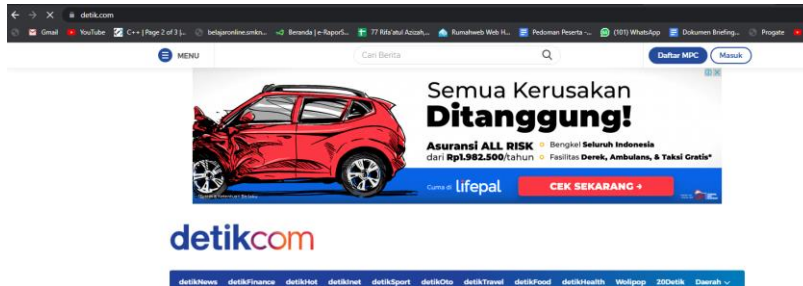 detik.com
Gmail YouTube C++ | Page 2 of 3 |... belajaronline.smkn... Beranda | e-RaporS... 77 Rifa'atul Azizah,... Rumahweb Web H... Pedoman Peserta -... (101) WhatsApp Dokumen Briefing... Progate
MENU Cari Berita Daftar MPC Masuk
Semua Kerusakan
Ditanggung!
Asuransi ALL RISK
dari Rp1.982.500/tahun
Bengkel Seluruh Indonesia
Fasilitas Derek, Ambulans, & Taksi Gratis*
Cuma di lifepal CEK SEKARANG →
detikcom
detikNews detikFinance detikHot detikInet detikSport detikOto detikTravel detikFood detikHealth Wolipop 20Detik Daerah